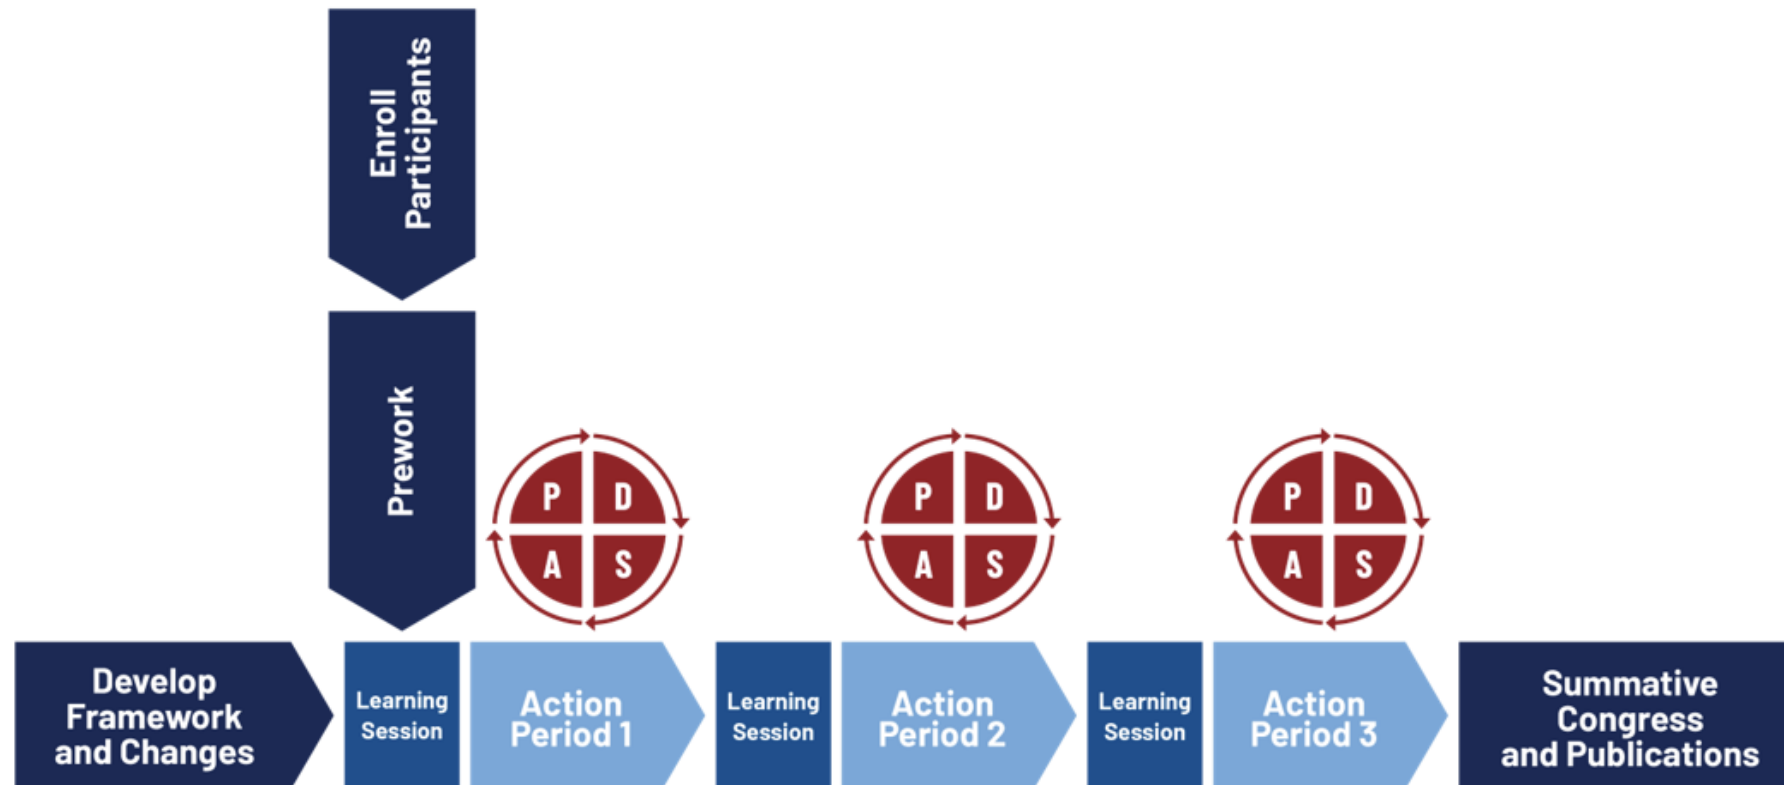 Enroll
Participants
Prework
P D
A S
P D
A S
P D
A S
Develop
Framework
and Changes
Learning
Session
Action
Period 1
Learning
Session
Action
Period 2
Learning
Session
Action
Period 3
Summative
Congress
and Publications